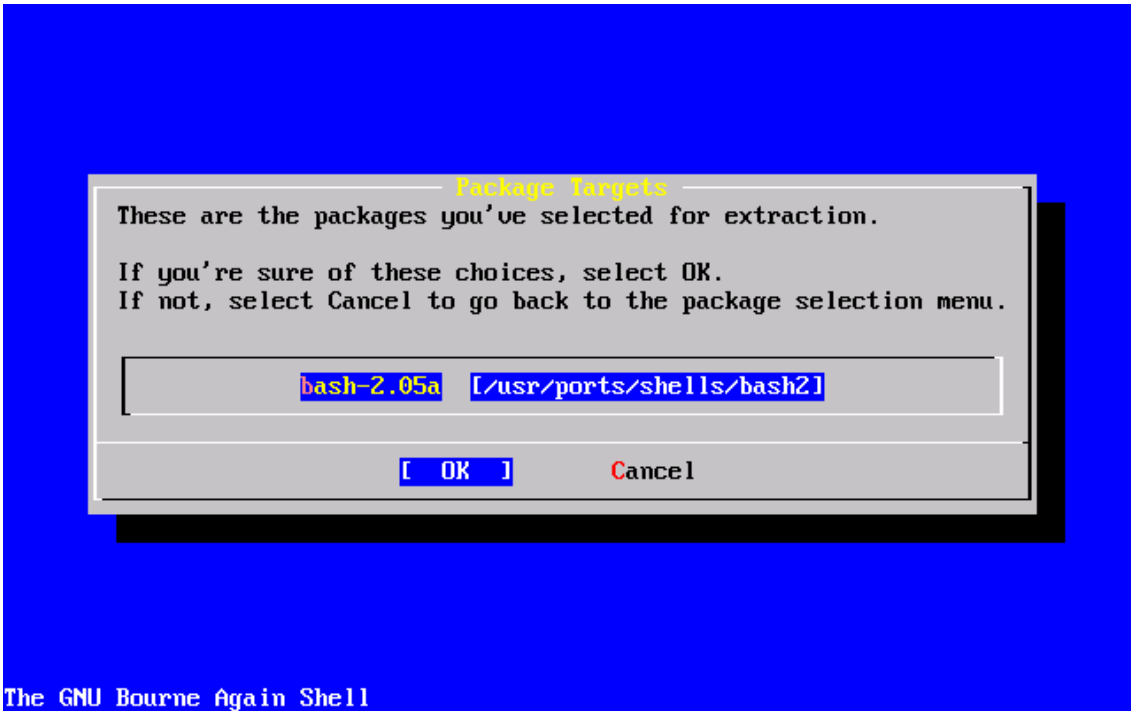 Package Targets
These are the packages you've selected for extraction.
If you're sure of these choices, select OK.
If not, select Cancel to go back to the package selection menu.
bash-2.05a [/usr/ports/shells/bash2]
[ OK ] Cancel
The GNU Bourne Again Shell